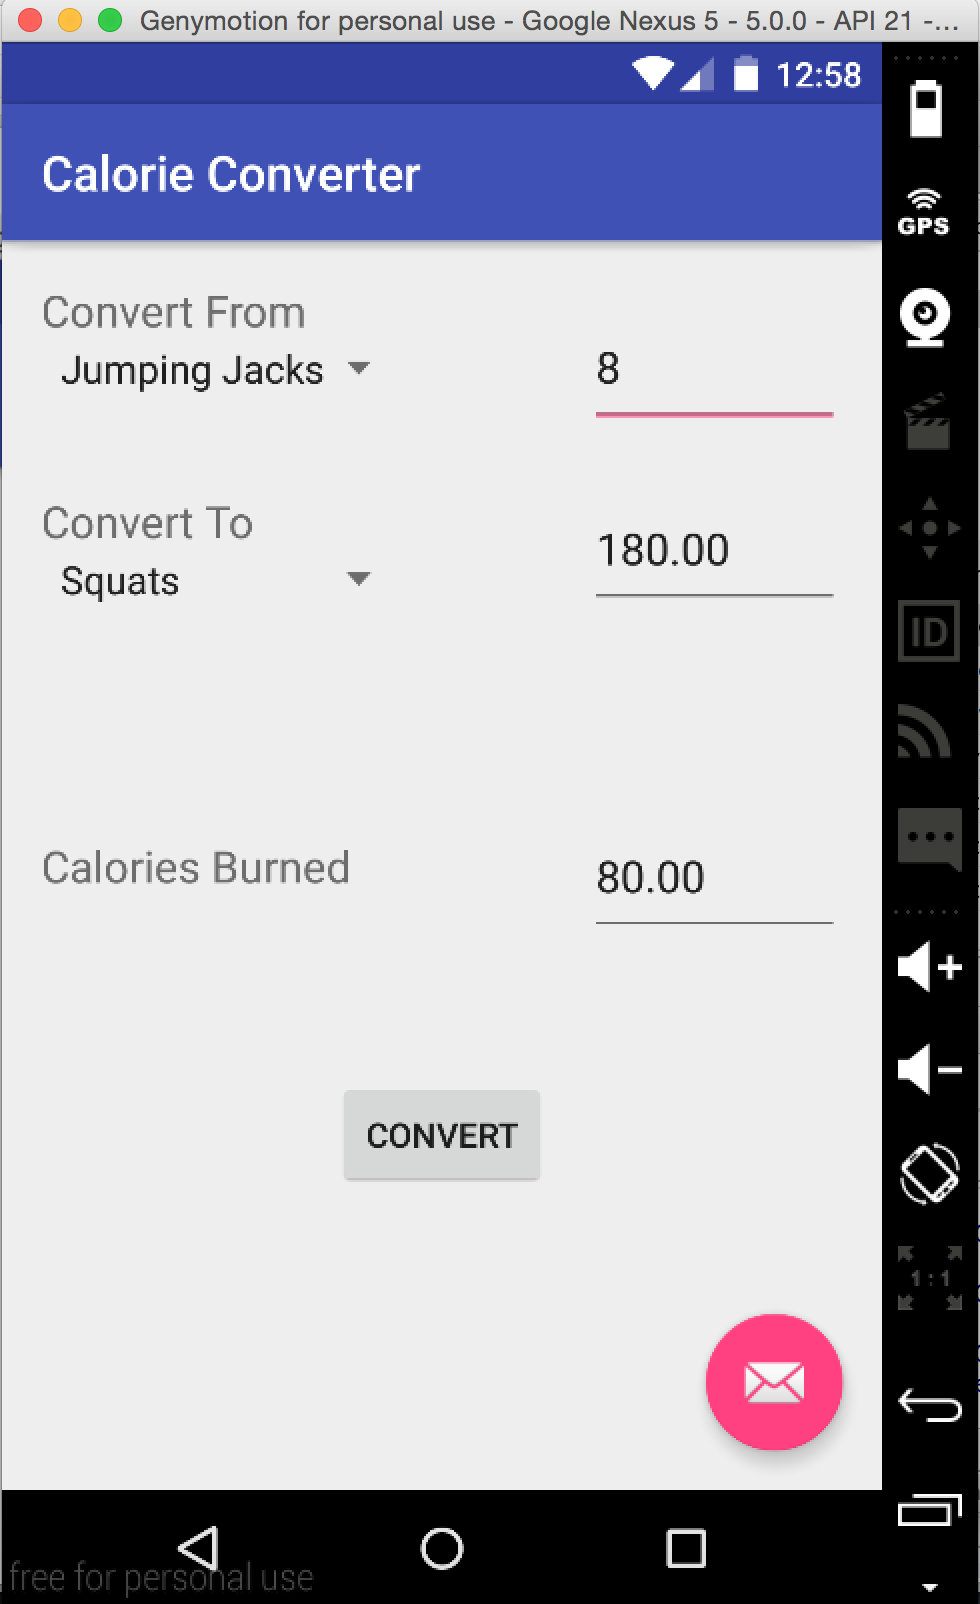 Genymotion for personal use - Google Nexus 5 - 5.0.0 - API 21 -...
12:58
Calorie Converter
GPS
Convert From
Jumping Jacks
8
Convert To
Squats
180.00
ID
Calories Burned
80.00
CONVERT
1 : 1
free for personal use